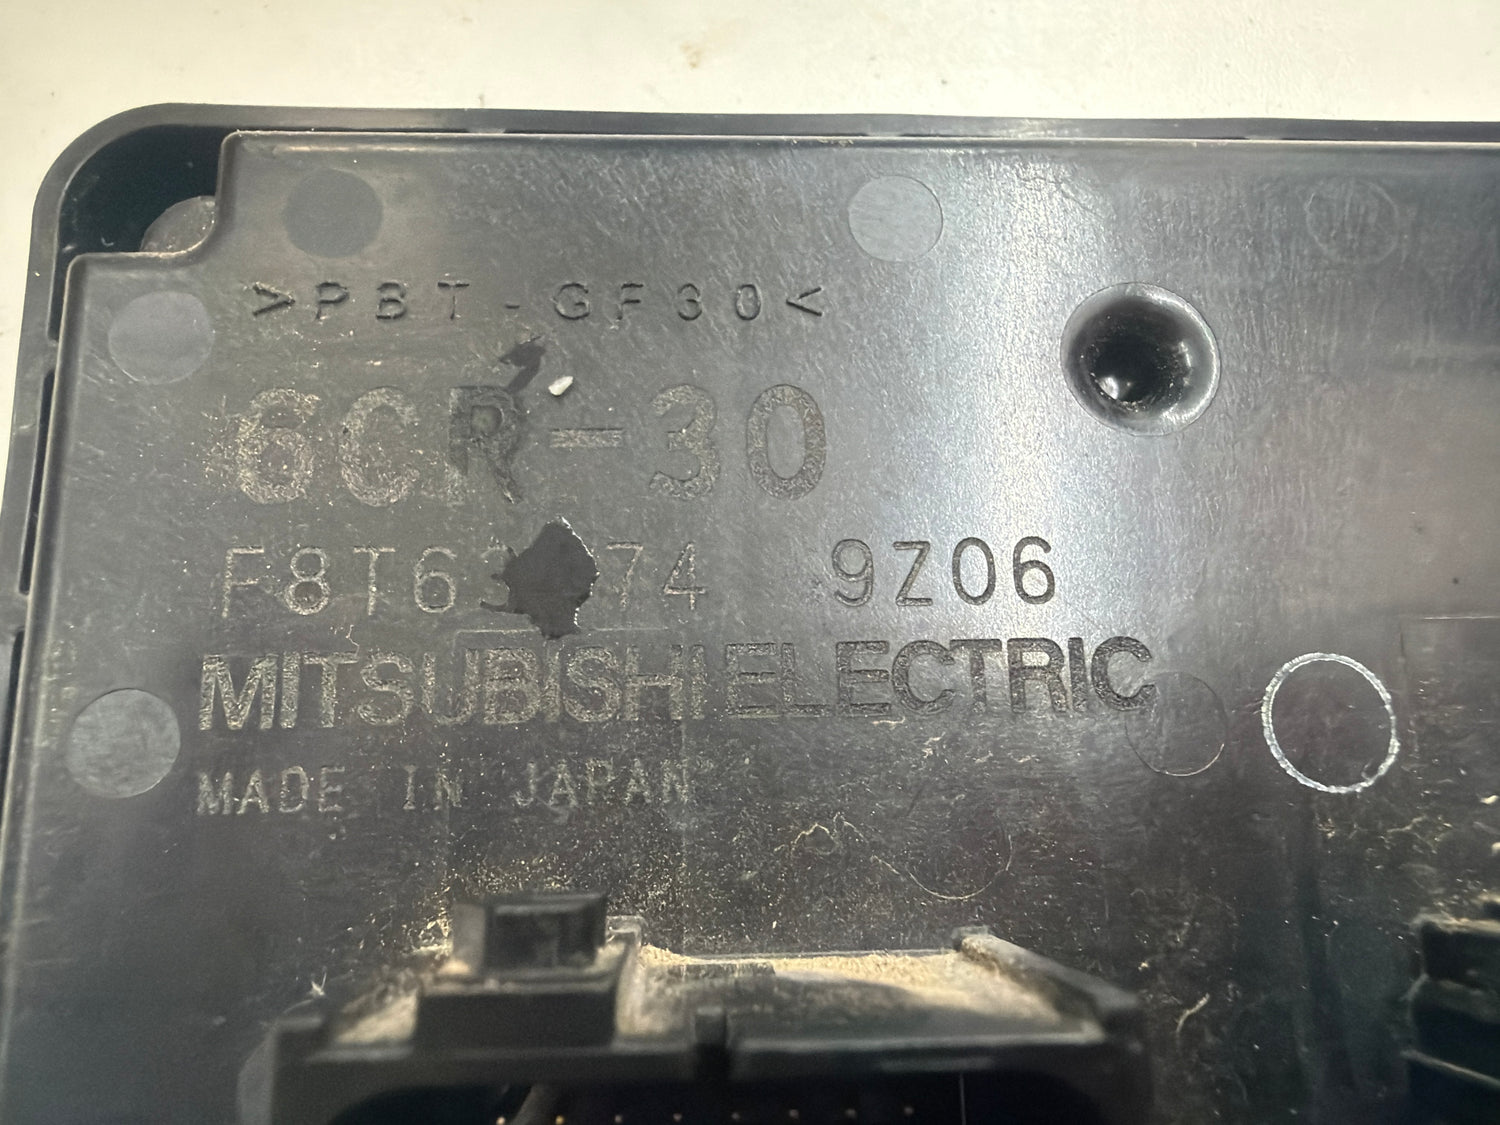 >PBT-GF30<
6CR-30
9Z06
MITSUBISHI ELECTRIC
MADE IN JAPAN